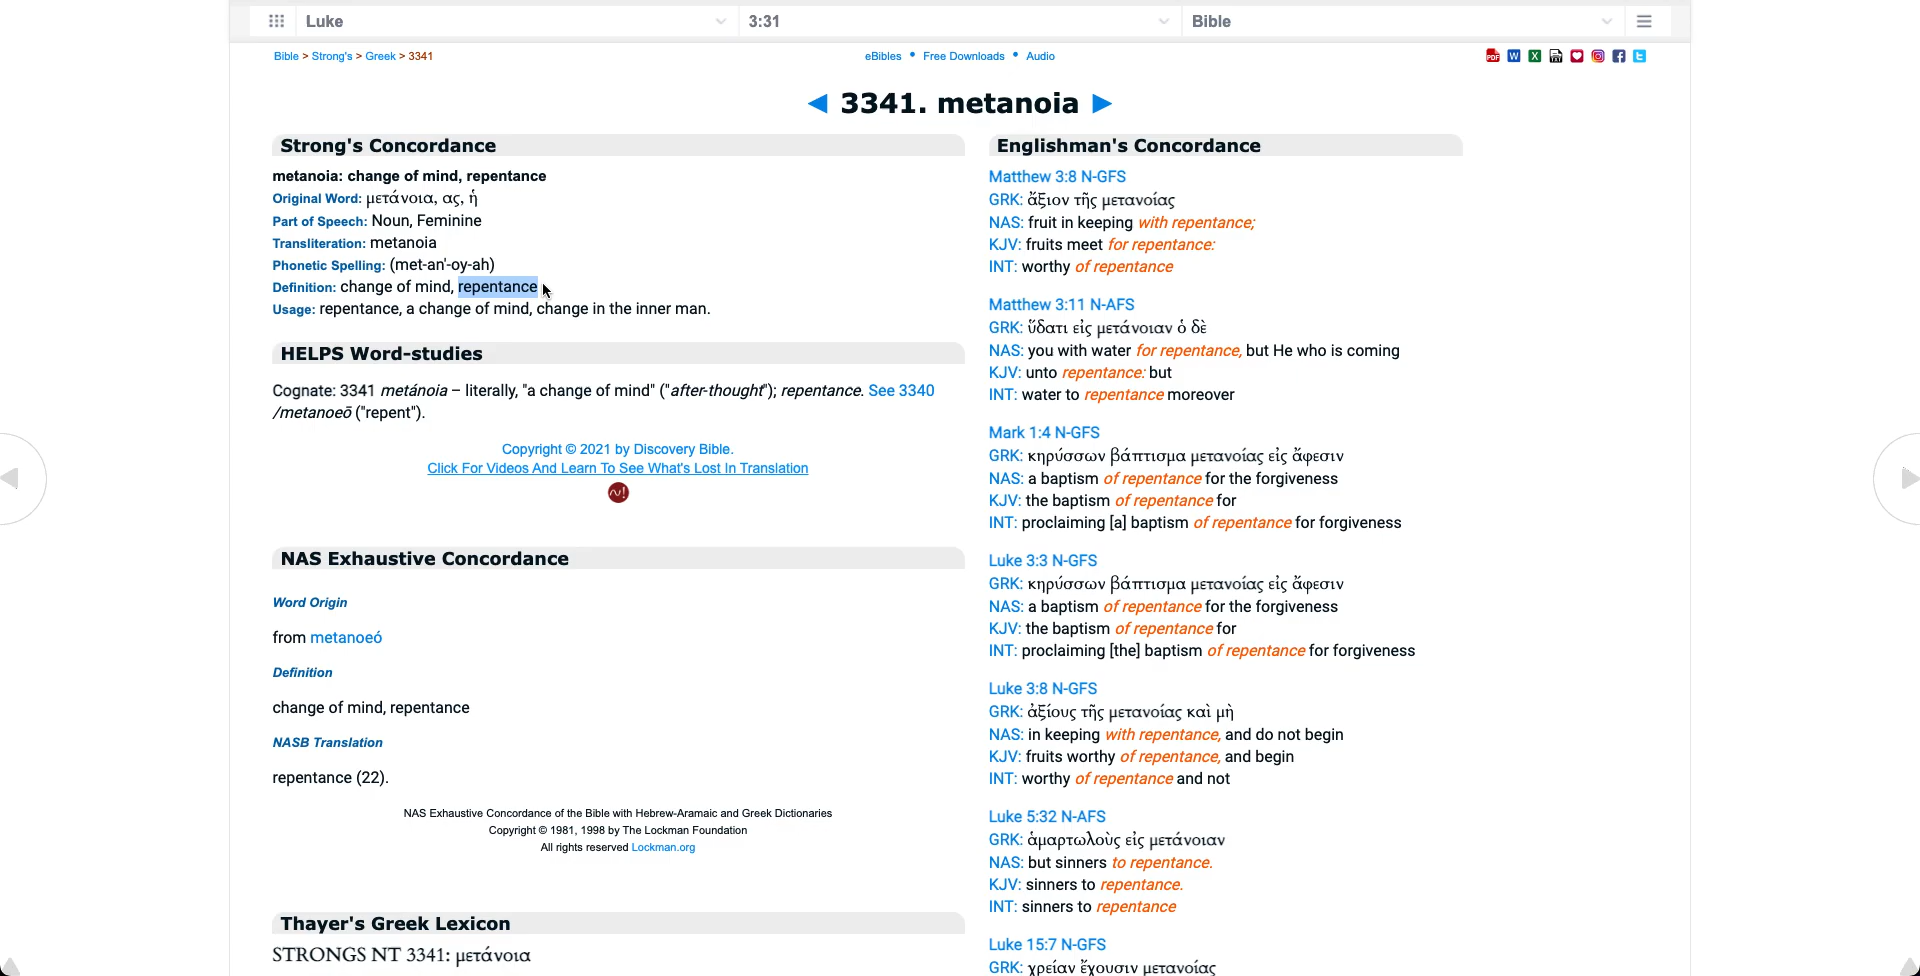 Luke
3:31
Bible
Bible > Strong's > Greek > 3341
eBibles • Free Downloads • Audio
◄ 3341. metanoia ►
Strong's Concordance
metanoia: change of mind, repentance
Original Word: μετάνοια, ας, ἡ
Part of Speech: Noun, Feminine
Transliteration: metanoia
Phonetic Spelling: (met-an'-oy-ah)
Definition: change of mind, repentance
Usage: repentance, a change of mind, change in the inner man.
HELPS Word-studies
Cognate: 3341 metánoia – literally, "a change of mind" ("after-thought"); repentance. See 3340
/metanoeō ("repent").
Copyright © 2021 by Discovery Bible.
Click For Videos And Learn To See What's Lost In Translation
NAS Exhaustive Concordance
Word Origin
from metanoeó
Definition
change of mind, repentance
NASB Translation
repentance (22).
NAS Exhaustive Concordance of the Bible with Hebrew-Aramaic and Greek Dictionaries
Copyright © 1981, 1998 by The Lockman Foundation
All rights reserved Lockman.org
Thayer's Greek Lexicon
STRONGS NT 3341: μετάνοια
Englishman's Concordance
Matthew 3:8 N-GFS
GRK: ἄξιον τῆς μετανοίας
NAS: fruit in keeping with repentance;
KJV: fruits meet for repentance:
INT: worthy of repentance
Matthew 3:11 N-AFS
GRK: ὕδατι εἰς μετάνοιαν ὁ δὲ
NAS: you with water for repentance, but He who is coming
KJV: unto repentance: but
INT: water to repentance moreover
Mark 1:4 N-GFS
GRK: κηρύσσων βάπτισμα μετανοίας εἰς ἄφεσιν
NAS: a baptism of repentance for the forgiveness
KJV: the baptism of repentance for
INT: proclaiming [a] baptism of repentance for forgiveness
Luke 3:3 N-GFS
GRK: κηρύσσων βάπτισμα μετανοίας εἰς ἄφεσιν
NAS: a baptism of repentance for the forgiveness
KJV: the baptism of repentance for
INT: proclaiming [the] baptism of repentance for forgiveness
Luke 3:8 N-GFS
GRK: ἀξίους τῆς μετανοίας καὶ μὴ
NAS: in keeping with repentance, and do not begin
KJV: fruits worthy of repentance, and begin
INT: worthy of repentance and not
Luke 5:32 N-AFS
GRK: ἁμαρτωλοὺς εἰς μετάνοιαν
NAS: but sinners to repentance.
KJV: sinners to repentance.
INT: sinners to repentance
Luke 15:7 N-GFS
GRK: χρείαν ἔχουσιν μετανοίας